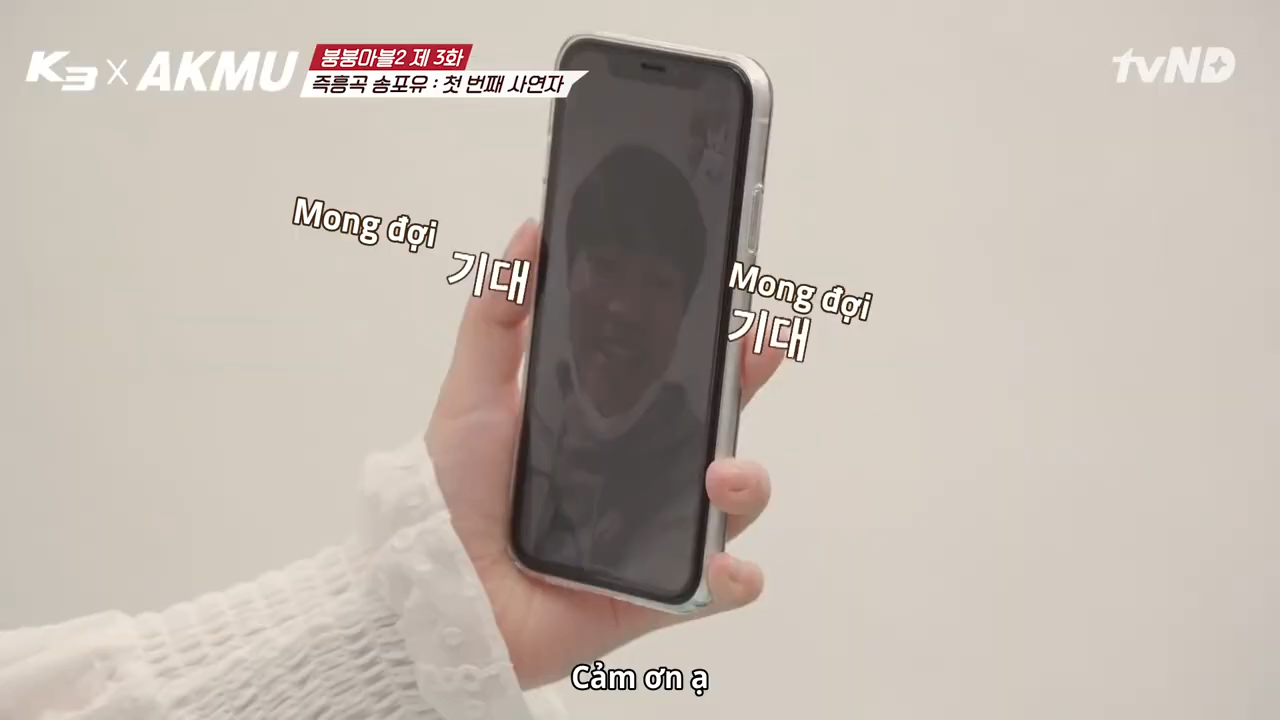 K3 X AKMU
붕붕마블2 제 3화
즉흥곡 송포유 : 첫 번째 사연자
tvND
Mong đợi
기대
Mong đợi
기대
Cảm ơn ạ